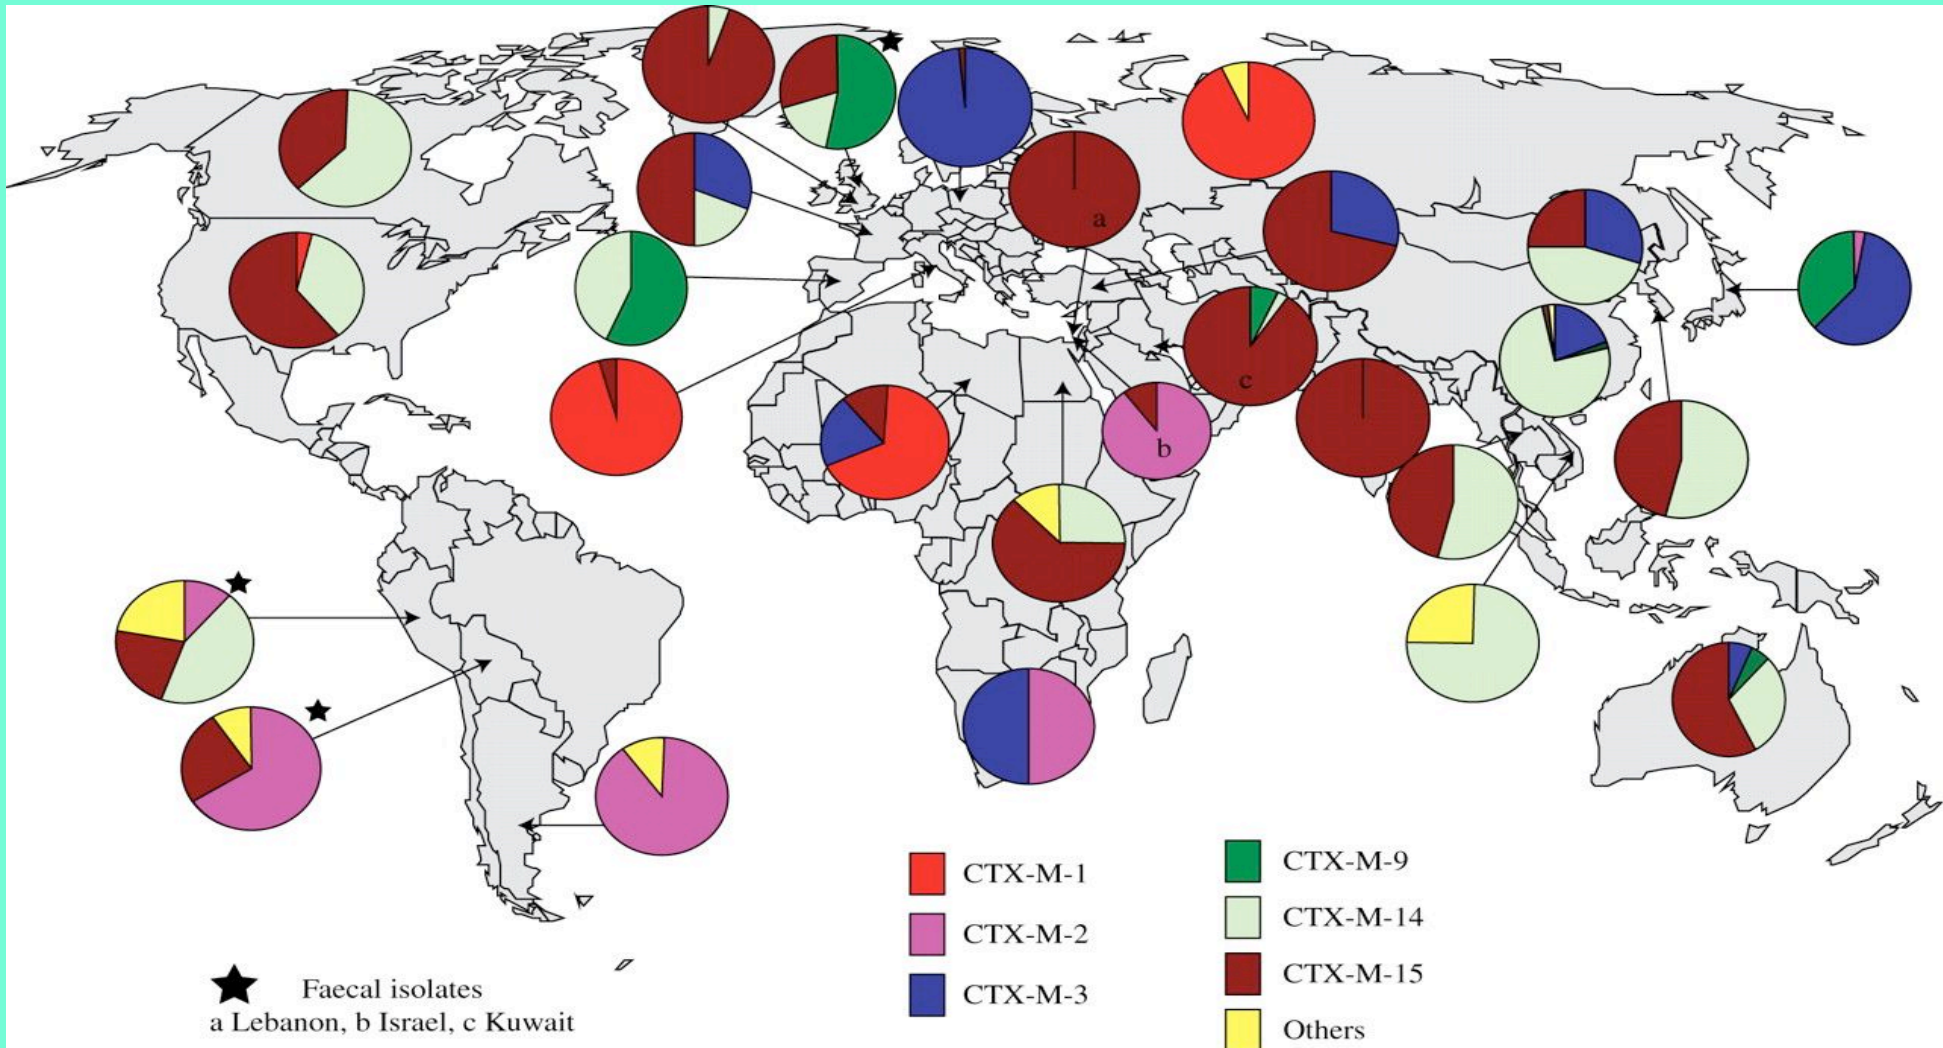 a
c
b
CTX-M-1
CTX-M-2
CTX-M-3
CTX-M-9
CTX-M-14
CTX-M-15
Others
Faecal isolates
a Lebanon, b Israel, c Kuwait